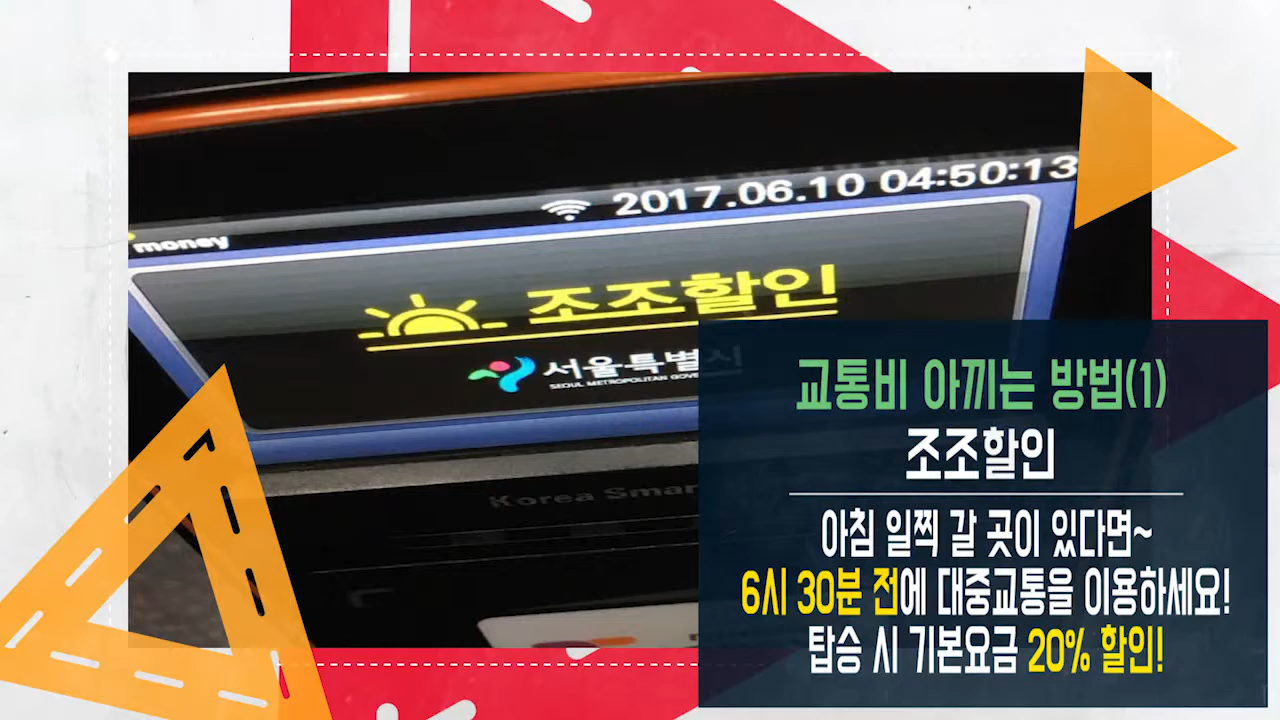 2017.06.10 04:50:13
money
조조할인
서울특별시
SEOUL METROPOLITAN
Korea
교통비 아끼는 방법(1)
조조할인
아침 일찍 갈 곳이 있다면~
6시 30분 전에 대중교통을 이용하세요!
탑승 시 기본요금 20% 할인!